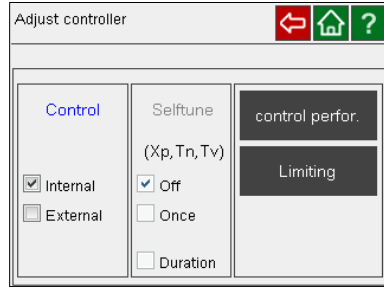 Adjust controller
?
Control
Internal
External
Selftune
(Xp,Tn,Tv)
Off
Once
Duration
control perfor.
Limiting